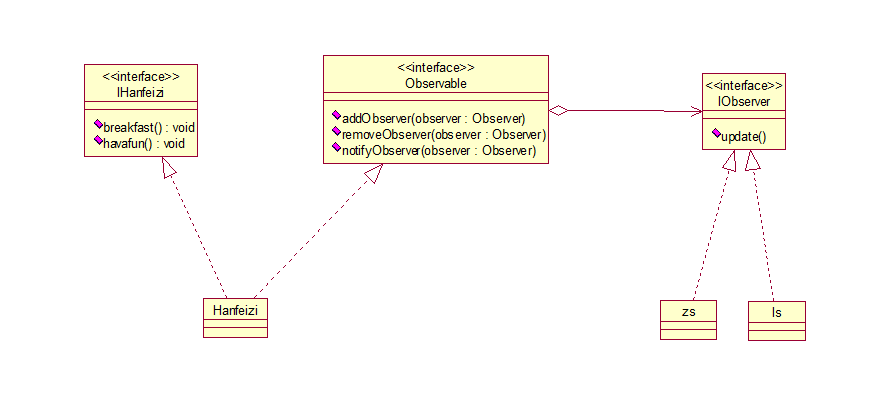 <<interface>>
IHanfeizi
breakfast() : void
havafun() : void
<<interface>>
Observable
addObserver(observer : Observer)
removeObserver(observer : Observer)
notifyObserver(observer : Observer)
<<interface>>
IObserver
update()
Hanfeizi
zs
ls